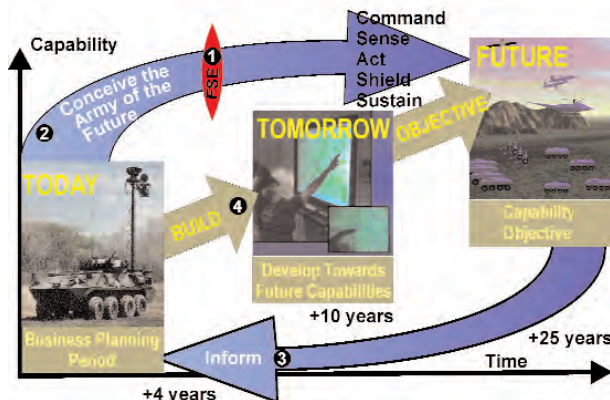 Capability
Command
Sense
Act
Shield
Sustain
FUTURE
1
FSE
Conceive the
Army of the
Future
2
TOMORROW
OBJECTIVE
TODAY
BUILD
4
Capability
Objective
Develop Towards
Future Capabilities
+10 years
Business Planning
Period
Inform
3
+25 years
Time
+4 years